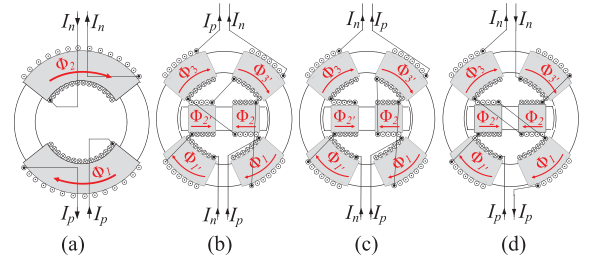 I_n I_n I_p I_n I_p I_n I_n I_n
Φ_2 Φ_3 Φ_3' Φ_3 Φ_3' Φ_3 Φ_3'
Φ_2' Φ_2 Φ_2' Φ_2 Φ_2' Φ_2
Φ_1 Φ_1' Φ_1 Φ_1' Φ_1 Φ_1' Φ_1
I_p I_p I_n I_p I_n I_p I_p I_p
(a) (b) (c) (d)